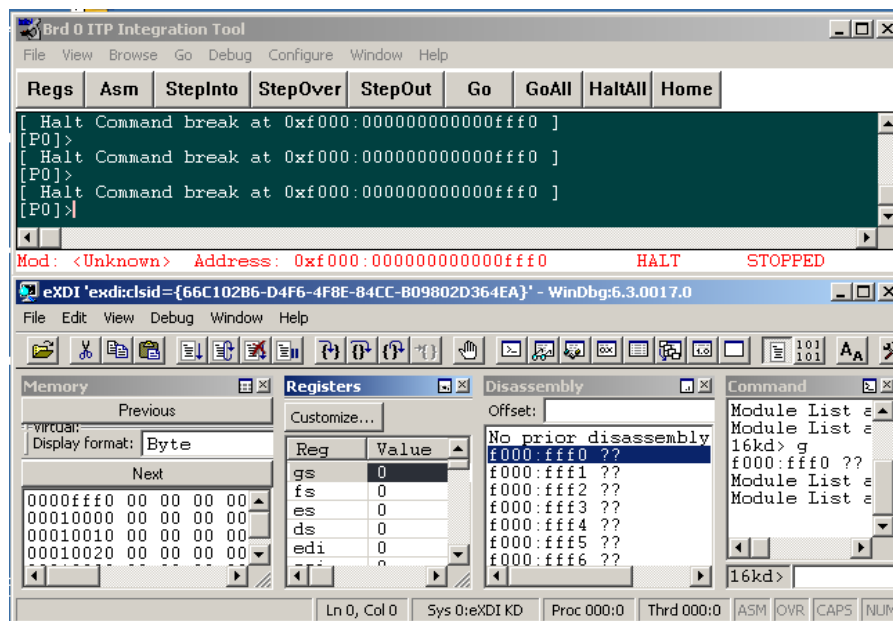 Brd 0 ITP Integration Tool
File View Browse Go Debug Configure Window Help
Regs Asm StepInto StepOver StepOut Go GoAll HaltAll Home
[ Halt Command break at 0xf000:000000000000fff0 ]
[P0]>
[ Halt Command break at 0xf000:000000000000fff0 ]
[P0]>
[ Halt Command break at 0xf000:000000000000fff0 ]
[P0]>
Mod: <Unknown> Address: 0xf000:000000000000fff0 HALT STOPPED
eXDI 'exdi:clsid={66C102B6-D4F6-4F8E-84CC-B09802D364EA}' - WinDbg:6.3.0017.0
File Edit View Debug Window Help
101
101
AA
Memory
Previous
Virtual:
Display format: Byte
Next
0000fff0 00 00 00 00
00010000 00 00 00 00
00010010 00 00 00 00
00010020 00 00 00 00
Registers
Customize...
Reg Value
gs 0
fs 0
es 0
ds 0
edi 0
Disassembly
Offset:
No prior disassembly
f000:fff0 ??
f000:fff1 ??
f000:fff2 ??
f000:fff3 ??
f000:fff4 ??
f000:fff5 ??
f000:fff6 ??
Command
Module List a
Module List a
16kd> g
f000:fff0 ??
Module List a
Module List a
16kd>
Ln 0, Col 0 Sys 0:eXDI KD Proc 000:0 Thrd 000:0 ASM OVR CAPS NUM